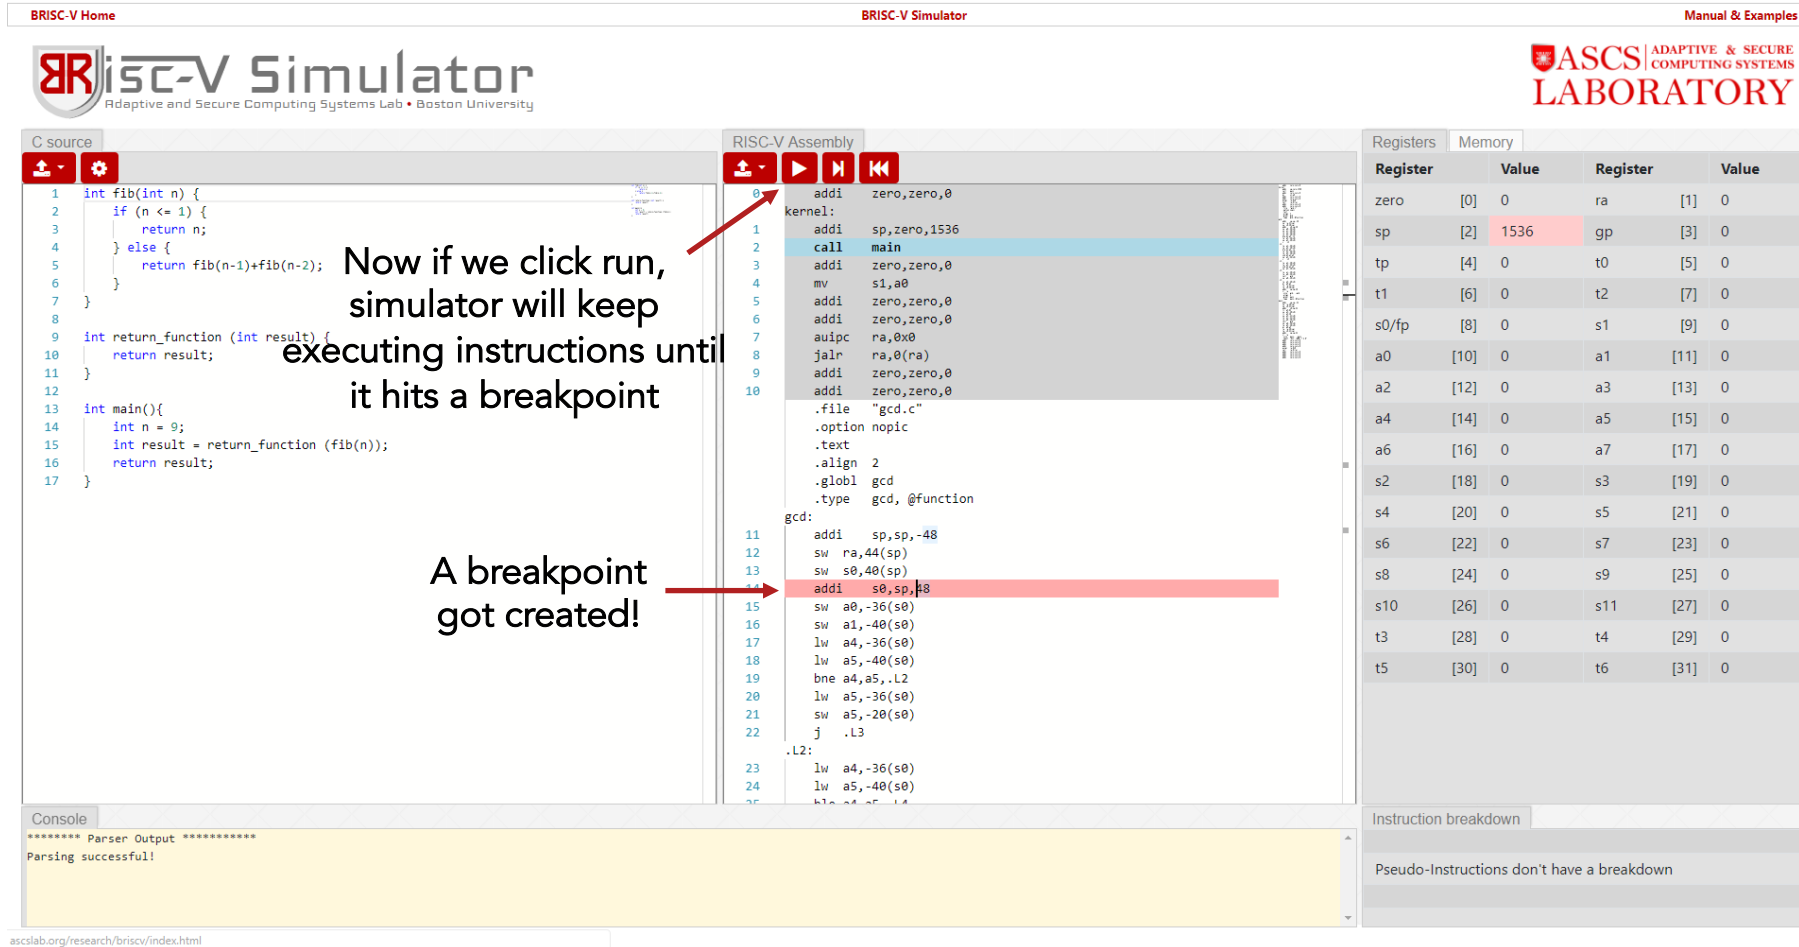 BRISC-V Home
BRISC-V Simulator
Manual & Examples
BRisc-V Simulator
Adaptive and Secure Computing Systems Lab • Boston University
ASCS ADAPTIVE & SECURE COMPUTING SYSTEMS
LABORATORY
C source
1 int fib(int n) {
2 if (n <= 1) {
3 return n;
4 } else {
5 return fib(n-1)+fib(n-2);
6 }
7 }
8
9 int return_function (int result) {
10 return result;
11 }
12
13 int main(){
14 int n = 9;
15 int result = return_function (fib(n));
16 return result;
17 }
Now if we click run,
simulator will keep
executing instructions until
it hits a breakpoint
A breakpoint
got created!
RISC-V Assembly
0 addi zero,zero,0
kernel:
1 addi sp,zero,1536
2 call main
3 addi zero,zero,0
4 mv s1,a0
5 addi zero,zero,0
6 addi zero,zero,0
7 auipc ra,0x0
8 jalr ra,0(ra)
9 addi zero,zero,0
10 addi zero,zero,0
.file "gcd.c"
.option nopic
.text
.align 2
.globl gcd
.type gcd, @function
gcd:
11 addi sp,sp,-48
12 sw ra,44(sp)
13 sw s0,40(sp)
14 addi s0,sp,48
15 sw a0,-36(s0)
16 sw a1,-40(s0)
17 lw a4,-36(s0)
18 lw a5,-40(s0)
19 bne a4,a5,.L2
20 lw a5,-36(s0)
21 sw a5,-20(s0)
22 j .L3
.L2:
23 lw a4,-36(s0)
24 lw a5,-40(s0)
25 ble a4,a5,.L4
Registers Memory
Register Value Register Value
zero [0] 0 ra [1] 0
sp [2] 1536 gp [3] 0
tp [4] 0 t0 [5] 0
t1 [6] 0 t2 [7] 0
s0/fp [8] 0 s1 [9] 0
a0 [10] 0 a1 [11] 0
a2 [12] 0 a3 [13] 0
a4 [14] 0 a5 [15] 0
a6 [16] 0 a7 [17] 0
s2 [18] 0 s3 [19] 0
s4 [20] 0 s5 [21] 0
s6 [22] 0 s7 [23] 0
s8 [24] 0 s9 [25] 0
s10 [26] 0 s11 [27] 0
t3 [28] 0 t4 [29] 0
t5 [30] 0 t6 [31] 0
Console
******** Parser Output ***********
Parsing successful!
Instruction breakdown
Pseudo-Instructions don't have a breakdown
ascslab.org/research/briscv/index.html